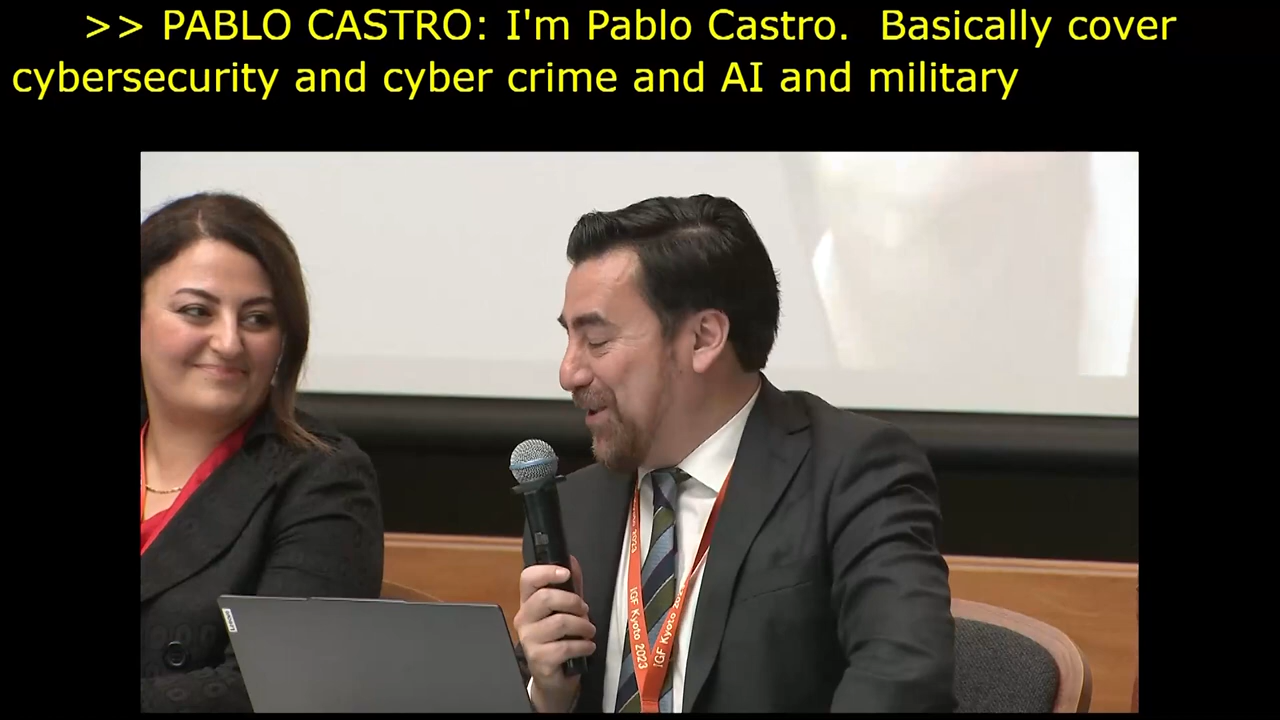 >> PABLO CASTRO: I'm Pablo Castro.  Basically cover
cybersecurity and cyber crime and AI and military
IGF Kyoto 2023
IGF Kyoto 202